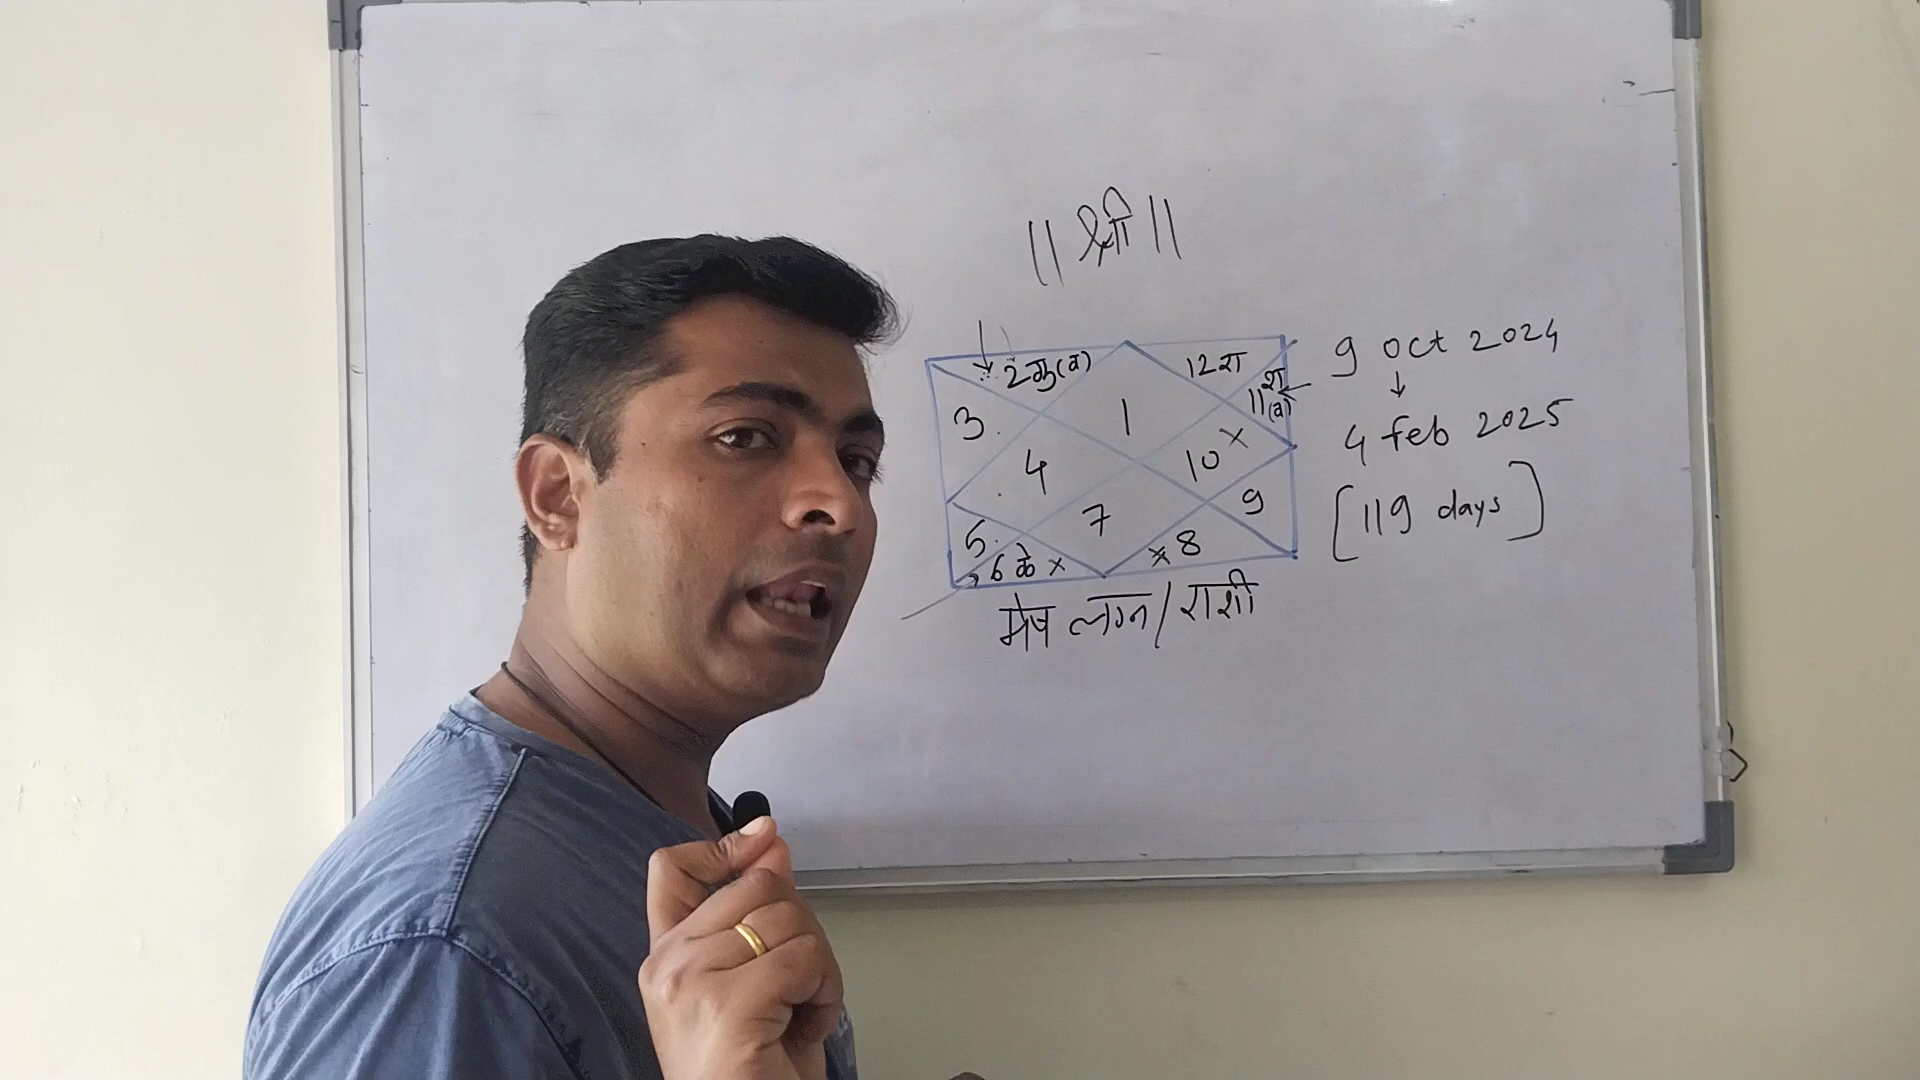 || श्री ||
2 गु(व)
12 रा
11 श (व)
3
1
4
10 ×
9
7
5
6 के ×
× 8
मेष लग्न / राशी
9 Oct 2024
↓
4 feb 2025
[119 days]